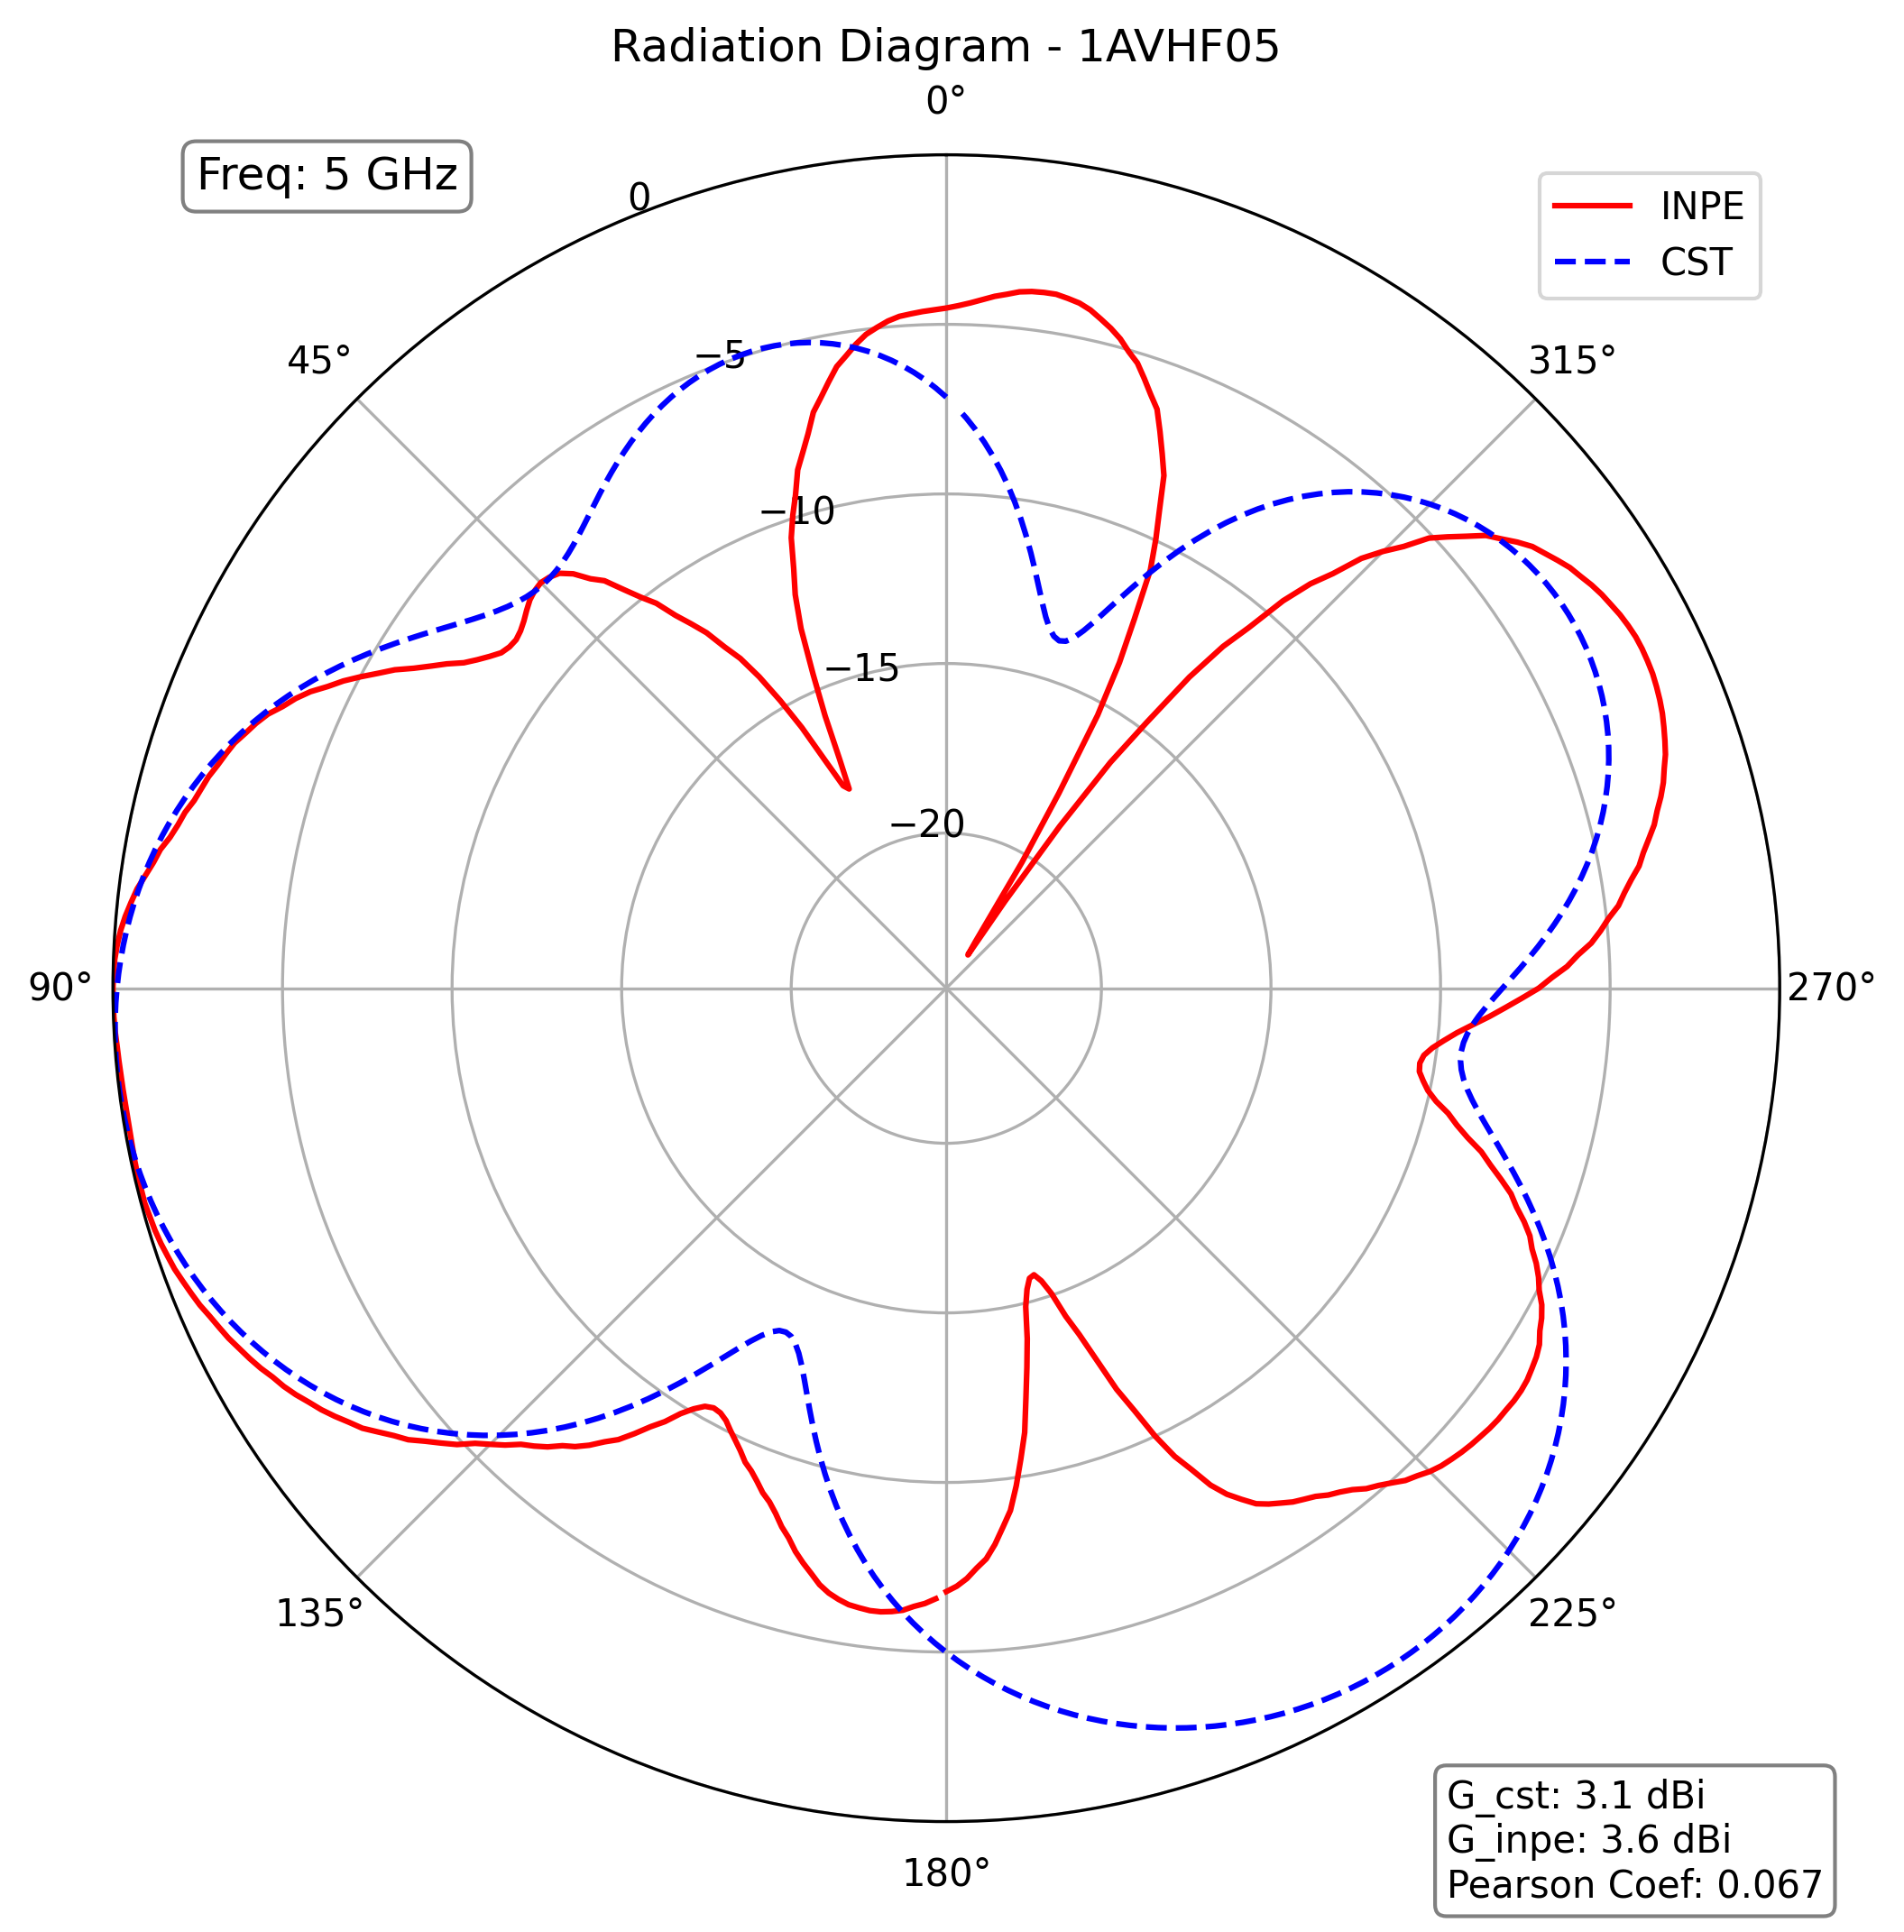 Radiation Diagram - 1AVHF05
0°
Freq: 5 GHz
0
INPE
CST
45°
−5
315°
−10
−15
−20
90°
270°
135°
225°
180°
G_cst: 3.1 dBi
G_inpe: 3.6 dBi
Pearson Coef: 0.067